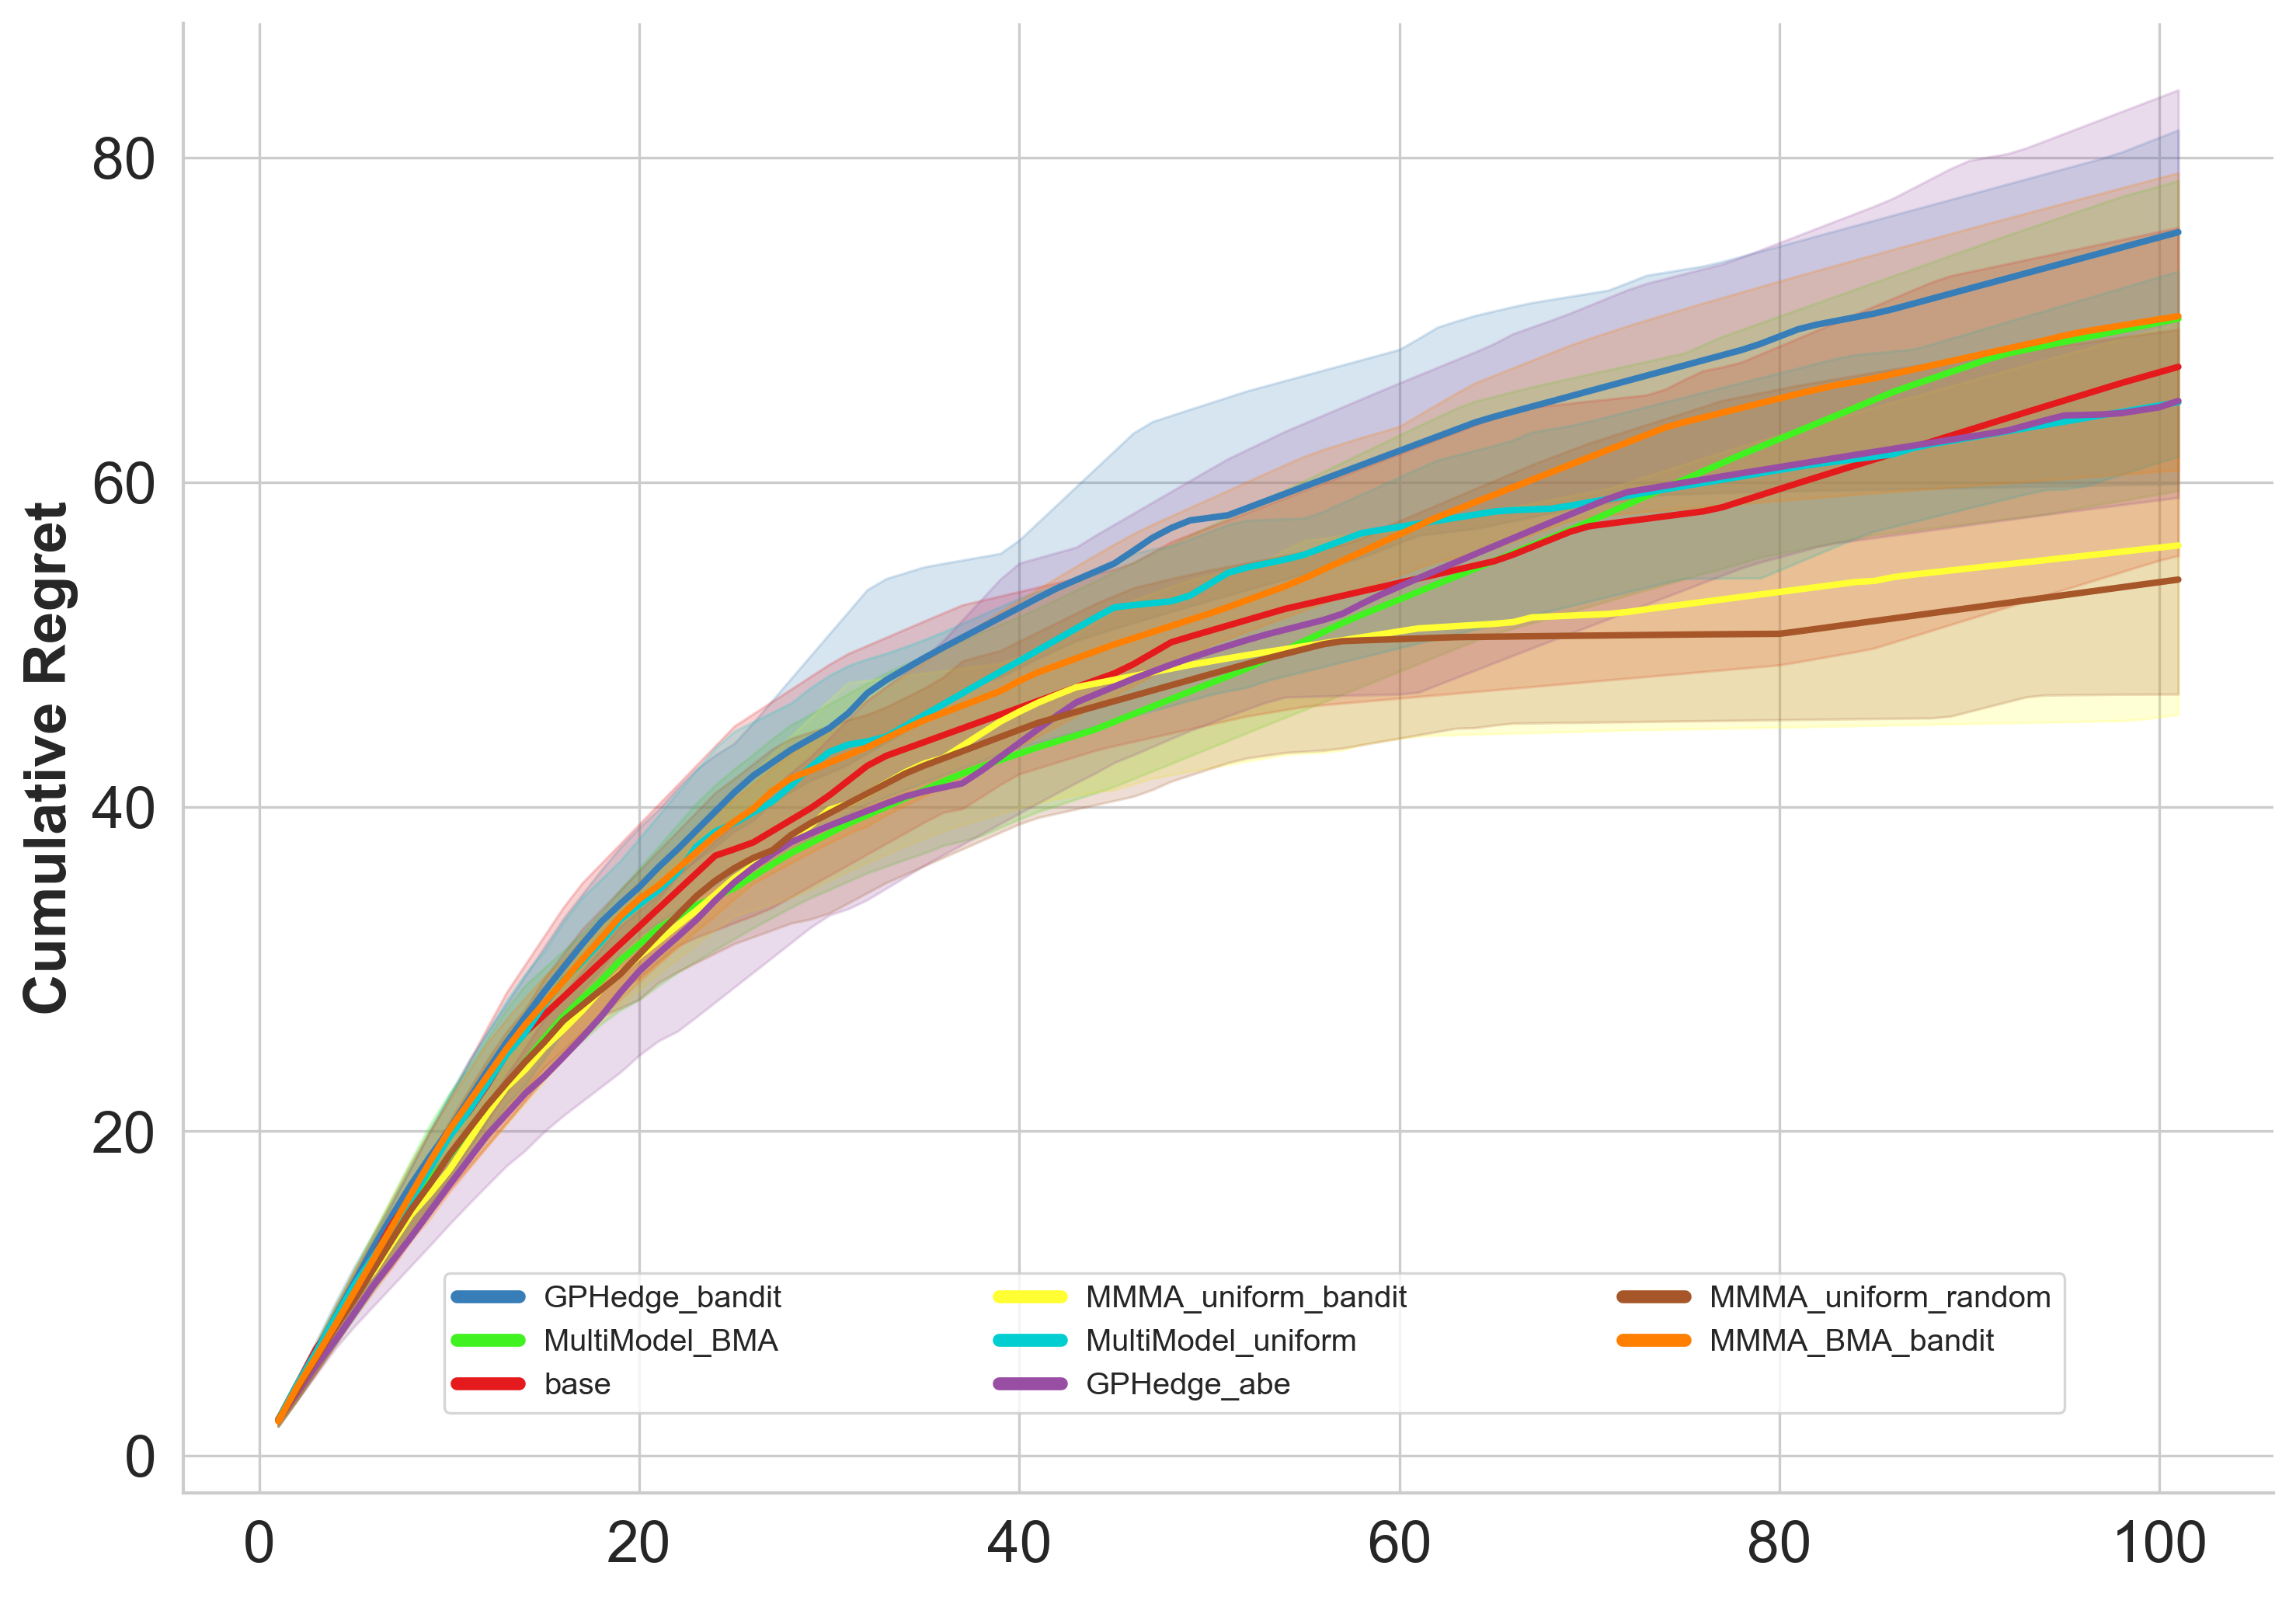 80
60
40
20
0
Cumulative Regret
GPHedge_bandit
MultiModel_BMA
base
MMMA_uniform_bandit
MultiModel_uniform
GPHedge_abe
MMMA_uniform_random
MMMA_BMA_bandit
0 20 40 60 80 100